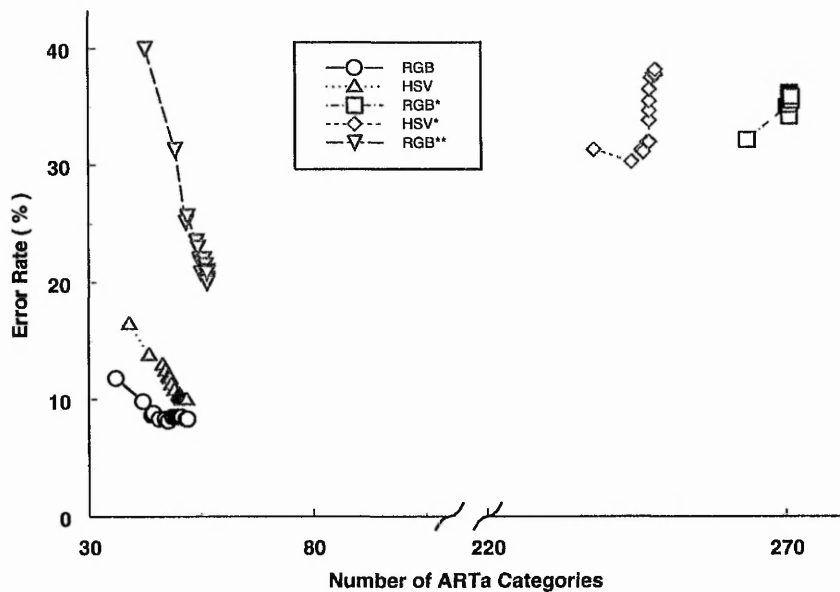 40
30
20
10
0
Error Rate ( % )
RGB
HSV
RGB*
HSV*
RGB**
30
80
220
270
Number of ARTa Categories